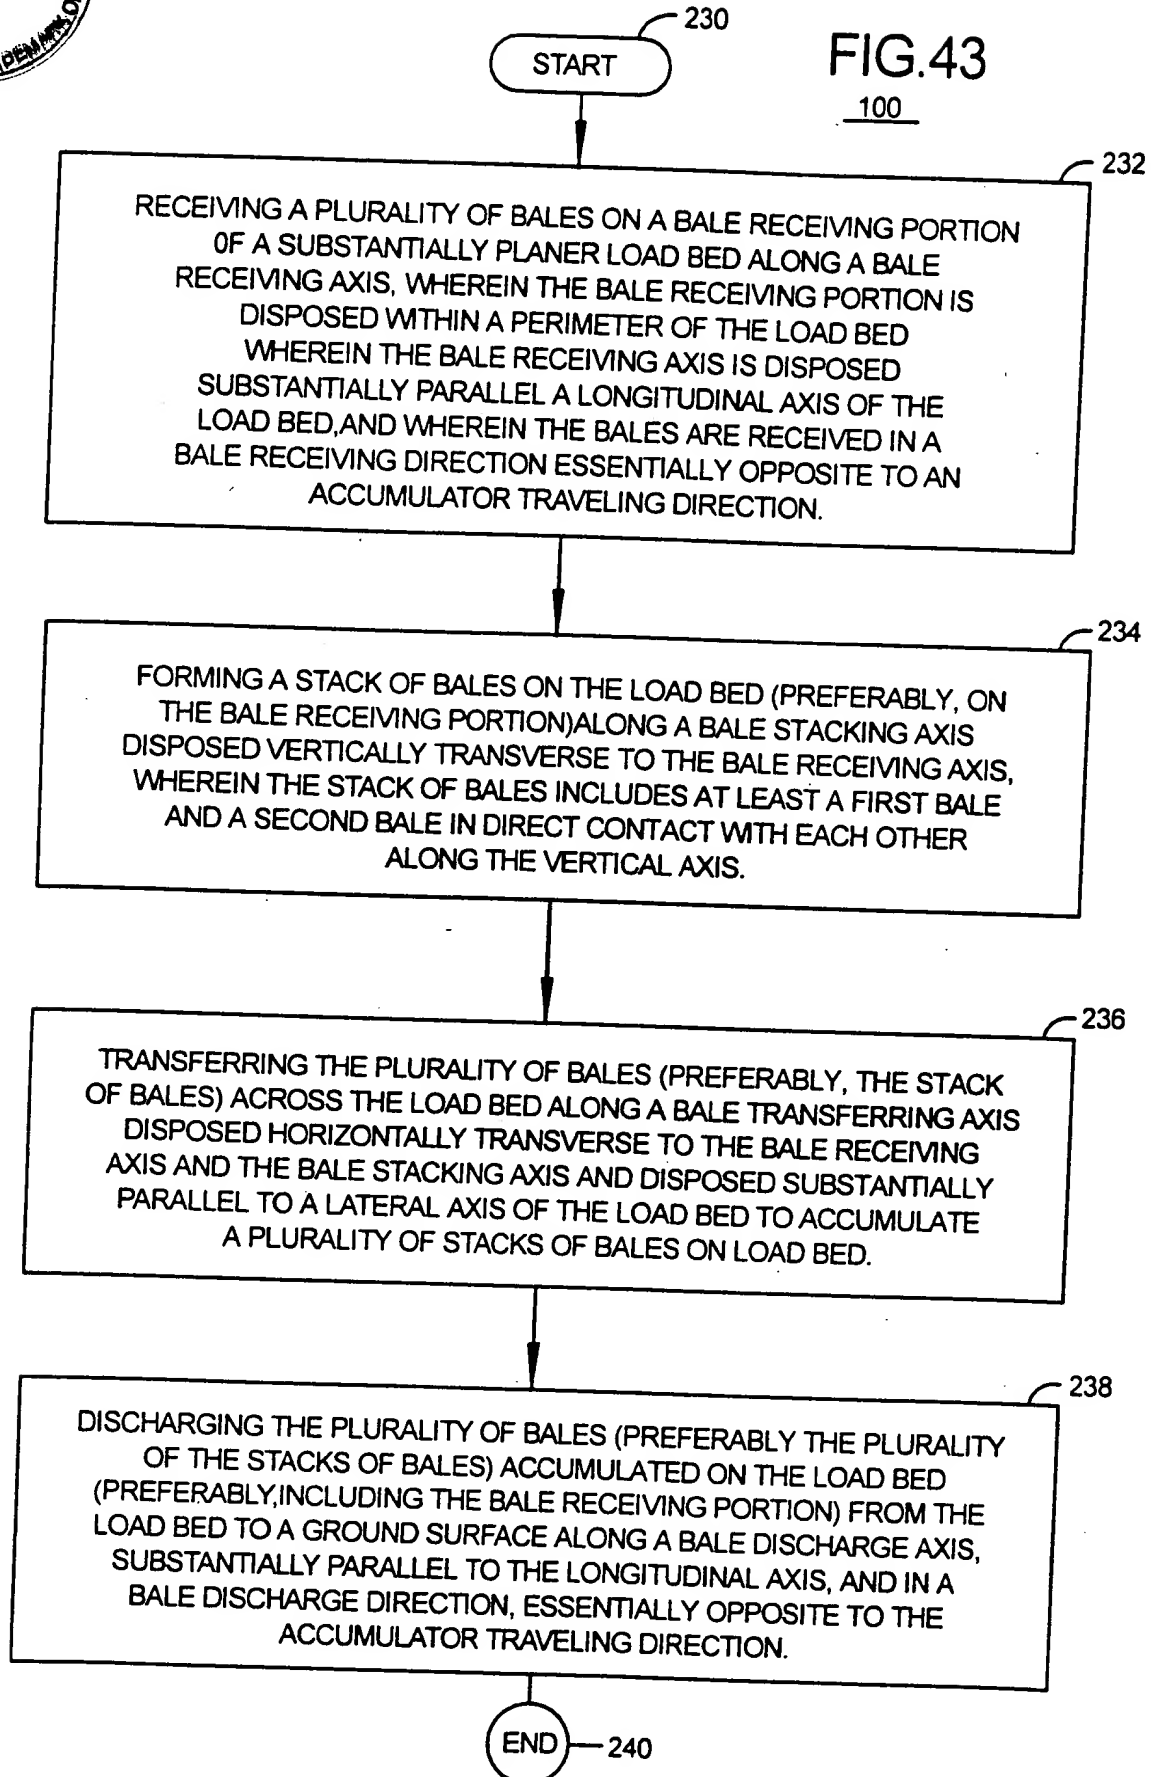 230
START
FIG.43
100
232
RECEIVING A PLURALITY OF BALES ON A BALE RECEIVING PORTION
OF A SUBSTANTIALLY PLANER LOAD BED ALONG A BALE
RECEIVING AXIS, WHEREIN THE BALE RECEIVING PORTION IS
DISPOSED WITHIN A PERIMETER OF THE LOAD BED
WHEREIN THE BALE RECEIVING AXIS IS DISPOSED
SUBSTANTIALLY PARALLEL A LONGITUDINAL AXIS OF THE
LOAD BED,AND WHEREIN THE BALES ARE RECEIVED IN A
BALE RECEIVING DIRECTION ESSENTIALLY OPPOSITE TO AN
ACCUMULATOR TRAVELING DIRECTION.
234
FORMING A STACK OF BALES ON THE LOAD BED (PREFERABLY, ON
THE BALE RECEIVING PORTION)ALONG A BALE STACKING AXIS
DISPOSED VERTICALLY TRANSVERSE TO THE BALE RECEIVING AXIS,
WHEREIN THE STACK OF BALES INCLUDES AT LEAST A FIRST BALE
AND A SECOND BALE IN DIRECT CONTACT WITH EACH OTHER
ALONG THE VERTICAL AXIS.
236
TRANSFERRING THE PLURALITY OF BALES (PREFERABLY, THE STACK
OF BALES) ACROSS THE LOAD BED ALONG A BALE TRANSFERRING AXIS
DISPOSED HORIZONTALLY TRANSVERSE TO THE BALE RECEIVING
AXIS AND THE BALE STACKING AXIS AND DISPOSED SUBSTANTIALLY
PARALLEL TO A LATERAL AXIS OF THE LOAD BED TO ACCUMULATE
A PLURALITY OF STACKS OF BALES ON LOAD BED.
238
DISCHARGING THE PLURALITY OF BALES (PREFERABLY THE PLURALITY
OF THE STACKS OF BALES) ACCUMULATED ON THE LOAD BED
(PREFERABLY,INCLUDING THE BALE RECEIVING PORTION) FROM THE
LOAD BED TO A GROUND SURFACE ALONG A BALE DISCHARGE AXIS,
SUBSTANTIALLY PARALLEL TO THE LONGITUDINAL AXIS, AND IN A
BALE DISCHARGE DIRECTION, ESSENTIALLY OPPOSITE TO THE
ACCUMULATOR TRAVELING DIRECTION.
END
240